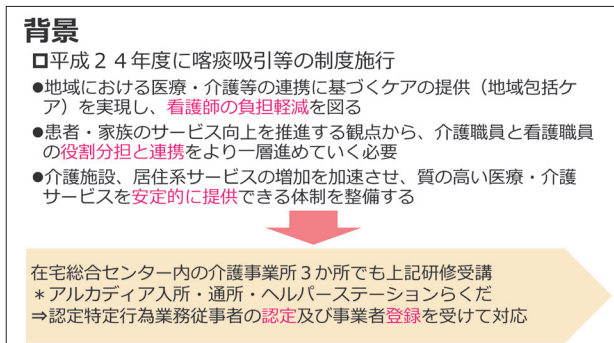 背景
□平成２４年度に喀痰吸引等の制度施行
●地域における医療・介護等の連携に基づくケアの提供（地域包括ケ
ア）を実現し、看護師の負担軽減を図る
●患者・家族のサービス向上を推進する観点から、介護職員と看護職員
の役割分担と連携をより一層進めていく必要
●介護施設、居住系サービスの増加を加速させ、質の高い医療・介護
サービスを安定的に提供できる体制を整備する
在宅総合センター内の介護事業所３か所でも上記研修受講
＊アルカディア入所・通所・ヘルパーステーションらくだ
⇒認定特定行為業務従事者の認定及び事業者登録を受けて対応